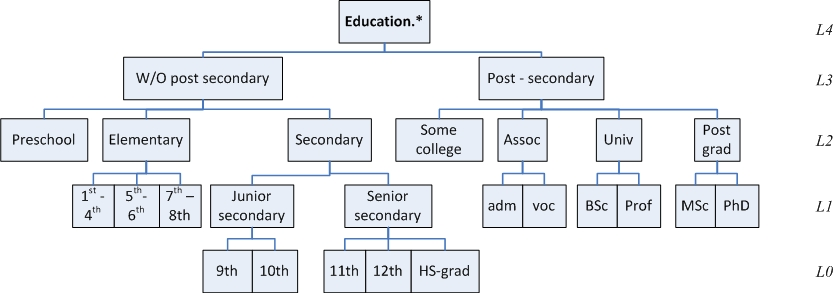 Education.*
L4
W/O post secondary
Post - secondary
L3
Preschool
Elementary
Secondary
Some
college
Assoc
Univ
Post
grad
L2
1st -
4th
5th-
6th
7th –
8th
Junior
secondary
Senior
secondary
adm
voc
BSc
Prof
MSc
PhD
L1
9th
10th
11th
12th
HS-grad
L0